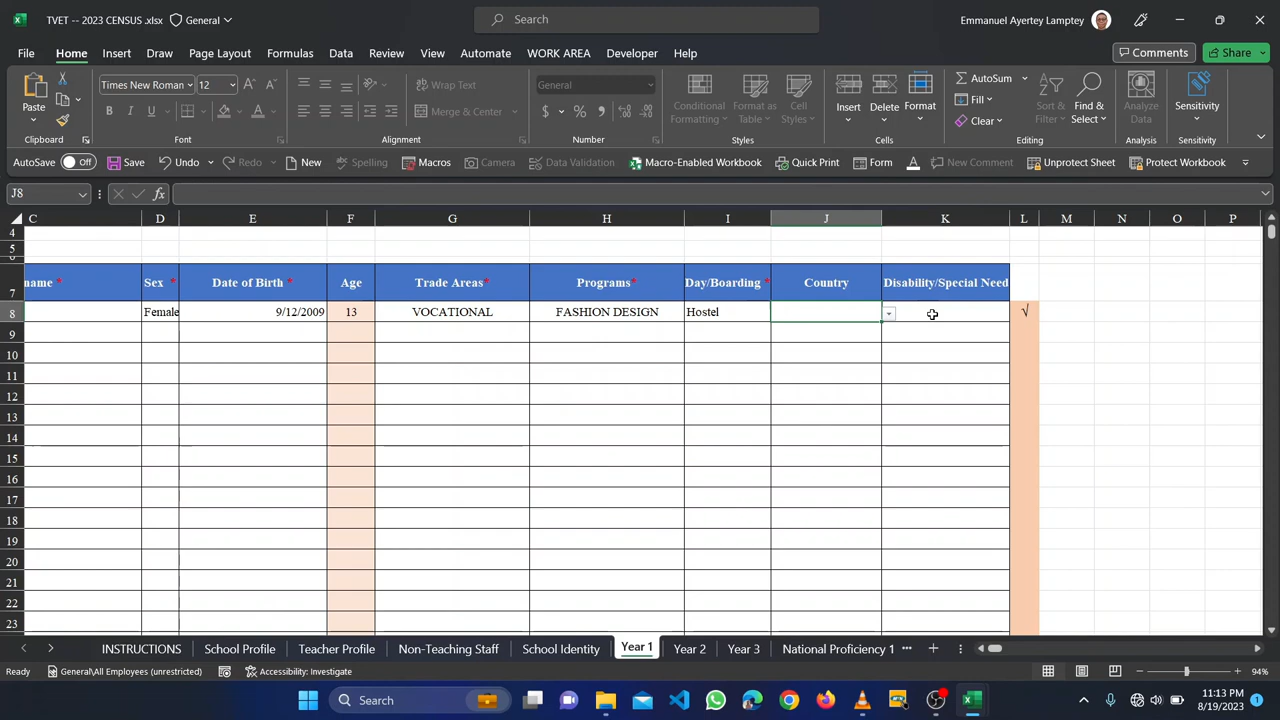 TVET -- 2023 CENSUS .xlsx General
Search
Emmanuel Ayertey Lamptey
File Home Insert Draw Page Layout Formulas Data Review View Automate WORK AREA Developer Help
Comments Share
Paste
Times New Roman 12
B I U
Wrap Text
Merge & Center
General
$ % ,
Conditional Formatting
Format as Table
Cell Styles
Insert Delete Format
AutoSum
Fill
Clear
Sort & Filter
Find & Select
Analyze Data
Sensitivity
Clipboard Font Alignment Number Styles Cells Editing Analysis Sensitivity
AutoSave Off Save Undo Redo New Spelling Macros Camera Data Validation Macro-Enabled Workbook Quick Print Form New Comment Unprotect Sheet Protect Workbook
J8 fx
C D E F G H I J K L M N O P
4
5
6
7 name * Sex * Date of Birth * Age Trade Areas* Programs* Day/Boarding * Country Disability/Special Need
8 Female 9/12/2009 13 VOCATIONAL FASHION DESIGN Hostel √
9
10
11
12
13
14
15
16
17
18
19
20
21
22
23
INSTRUCTIONS School Profile Teacher Profile Non-Teaching Staff School Identity Year 1 Year 2 Year 3 National Proficiency 1 ...
Ready General\All Employees (unrestricted) Accessibility: Investigate 94%
Search
11:13 PM
8/19/2023